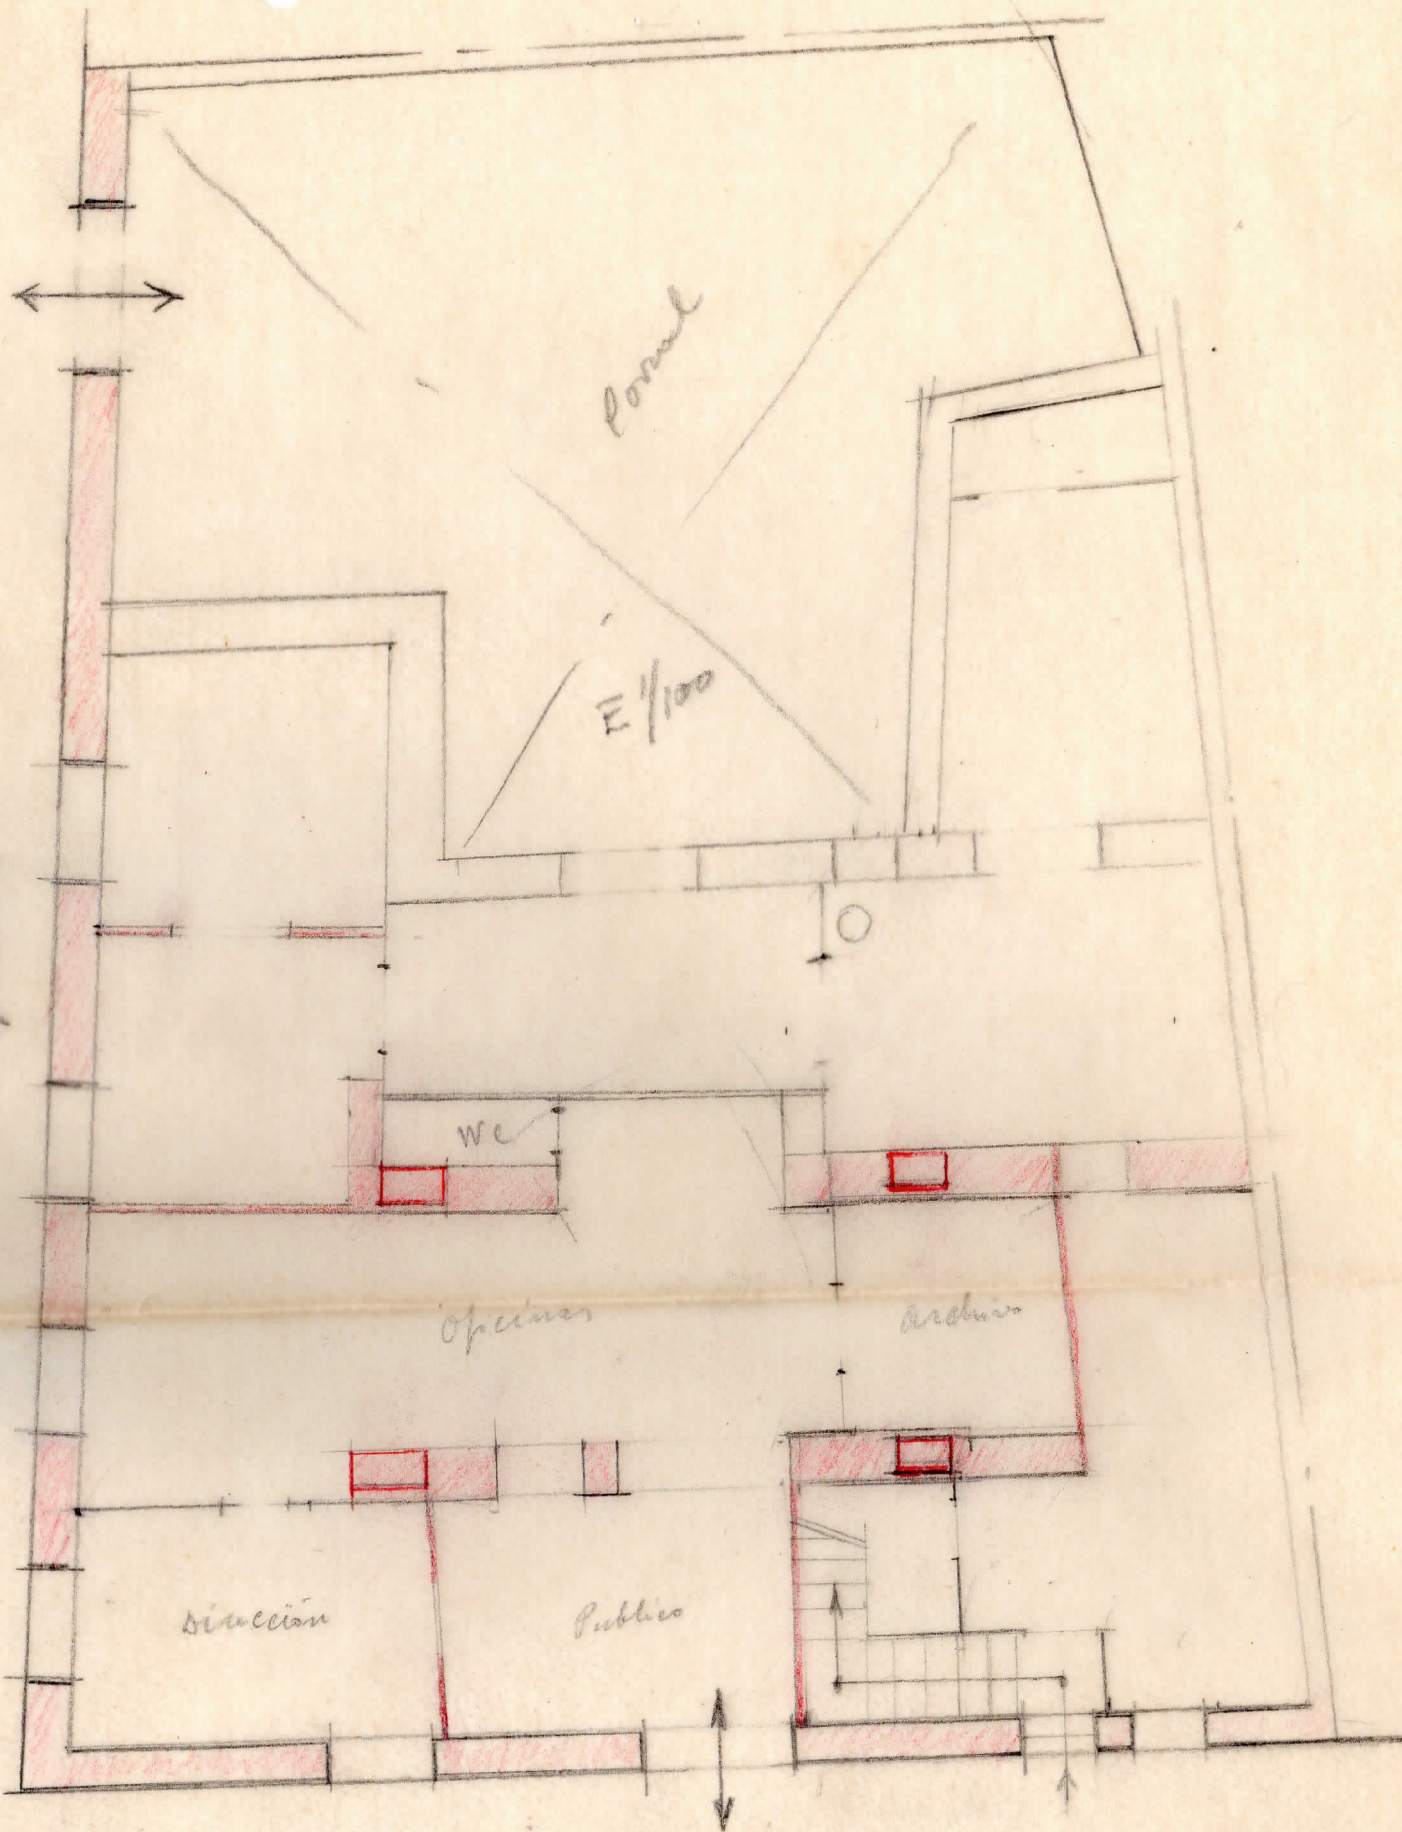 Corral
E 1/100
WC
Oficinas
Archivo
Dirección
Publico